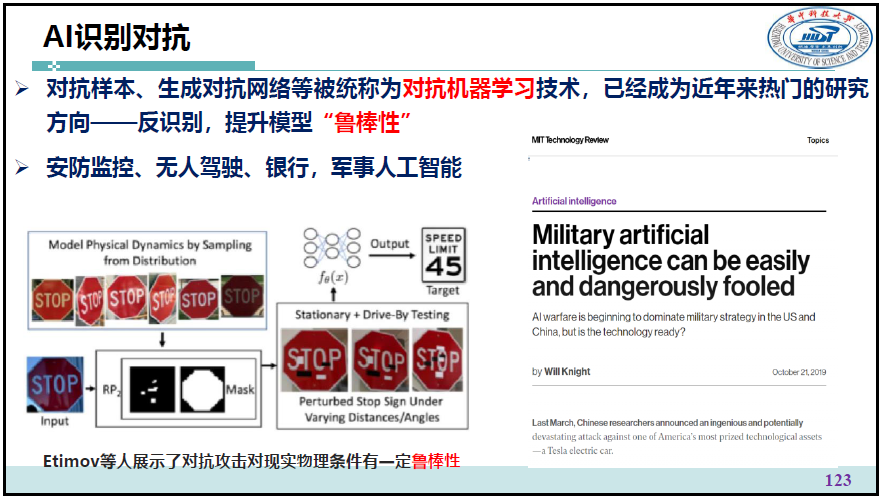 AI识别对抗
对抗样本、生成对抗网络等被统称为对抗机器学习技术，已经成为近年来热门的研究
方向——反识别，提升模型“鲁棒性”
安防监控、无人驾驶、银行，军事人工智能
Model Physical Dynamics by Sampling
from Distribution
STOP STOP STOP STOP STOP STOP
STOP
Input
RP2
Mask
fθ(x)
Output
SPEED
LIMIT
45
Target
Stationary + Drive-By Testing
STOP STOP STOP
Perturbed Stop Sign Under
Varying Distances/Angles
Etimov等人展示了对抗攻击对现实物理条件有一定鲁棒性
MIT Technology Review
Topics
Artificial intelligence
Military artificial
intelligence can be easily
and dangerously fooled
AI warfare is beginning to dominate military strategy in the US and
China, but is the technology ready?
by Will Knight
October 21, 2019
Last March, Chinese researchers announced an ingenious and potentially
devastating attack against one of America's most prized technological assets
—a Tesla electric car.
123